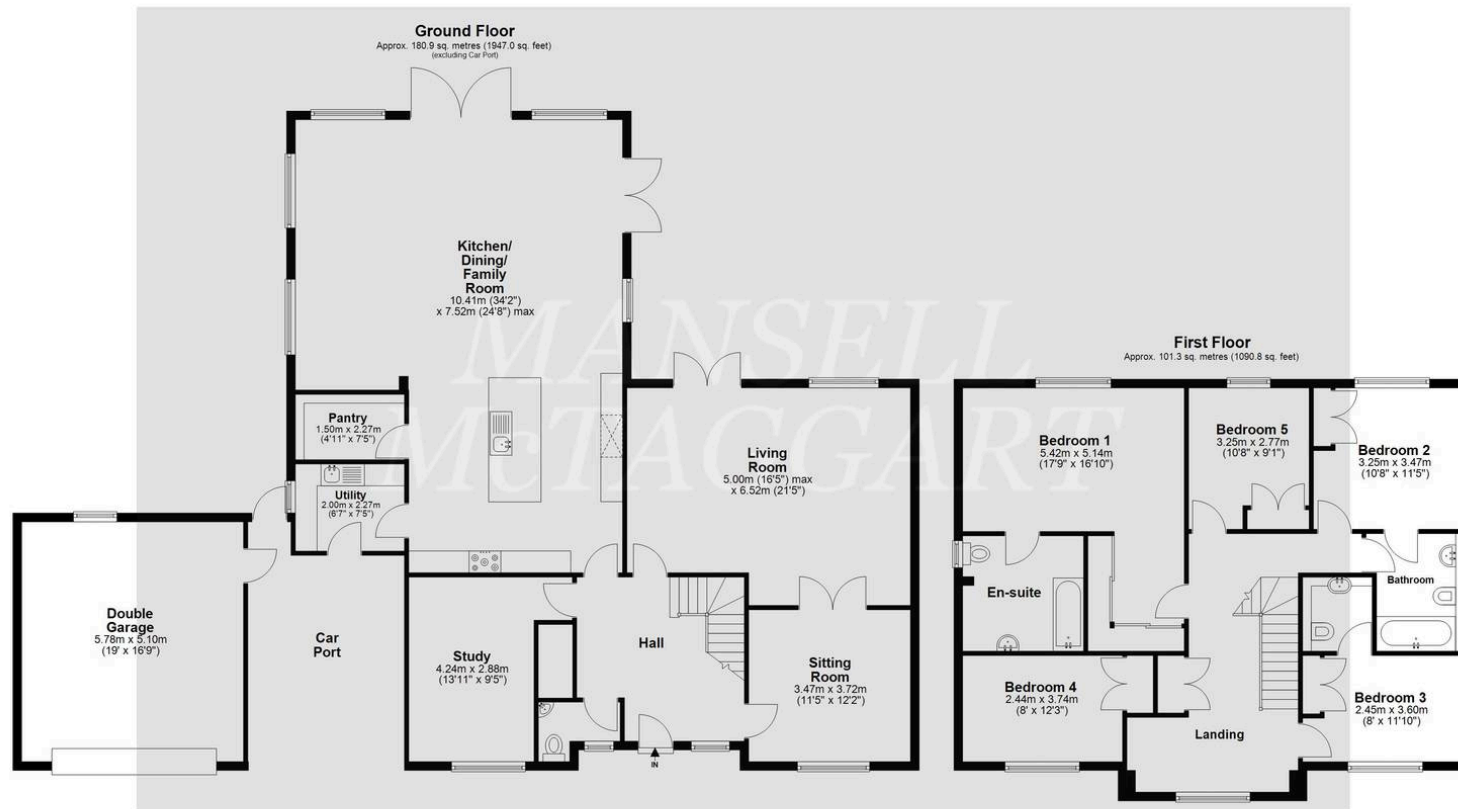 Ground Floor
Approx. 180.9 sq. metres (1947.0 sq. feet)
(excluding Car Port)
Kitchen/
Dining/
Family
Room
10.41m (34'2")
x 7.52m (24'8") max
MANSELL
McTAGGART
First Floor
Approx. 101.3 sq. metres (1090.8 sq. feet)
Pantry
1.50m x 2.27m
(4'11" x 7'5")
Utility
2.00m x 2.27m
(6'7" x 7'5")
Living
Room
5.00m (16'5") max
x 6.52m (21'5")
Bedroom 1
5.42m x 5.14m
(17'9" x 16'10")
Bedroom 5
3.25m x 2.77m
(10'8" x 9'1")
Bedroom 2
3.25m x 3.47m
(10'8" x 11'5")
Double
Garage
5.78m x 5.10m
(19' x 16'9")
Car
Port
Study
4.24m x 2.88m
(13'11" x 9'5")
Hall
Sitting
Room
3.47m x 3.72m
(11'5" x 12'2")
IN
En-suite
Bathroom
Bedroom 4
2.44m x 3.74m
(8' x 12'3")
Landing
Bedroom 3
2.45m x 3.60m
(8' x 11'10")